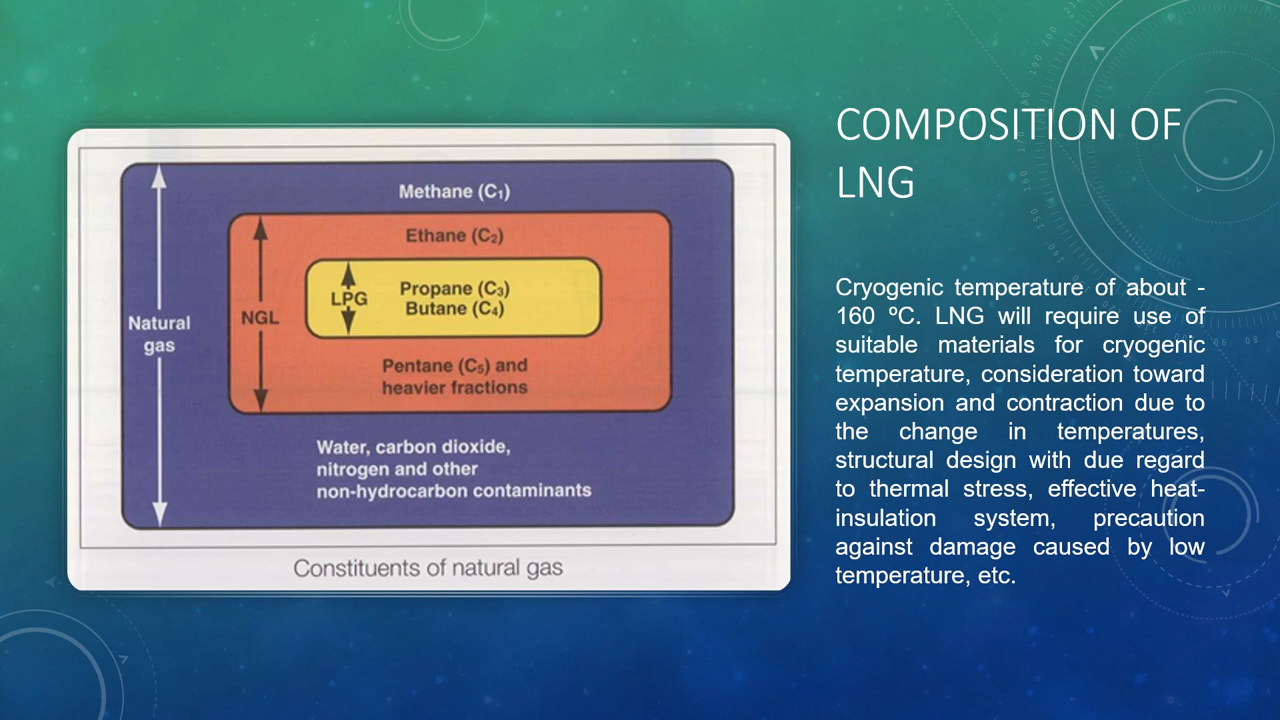 COMPOSITION OF
LNG
Methane (C₁)
Ethane (C₂)
LPG
Propane (C₃)
Butane (C₄)
NGL
Natural
gas
Pentane (C₅) and
heavier fractions
Water, carbon dioxide,
nitrogen and other
non-hydrocarbon contaminants
Constituents of natural gas
Cryogenic temperature of about -
160 ºC. LNG will require use of
suitable materials for cryogenic
temperature, consideration toward
expansion and contraction due to
the change in temperatures,
structural design with due regard
to thermal stress, effective heat-
insulation system, precaution
against damage caused by low
temperature, etc.